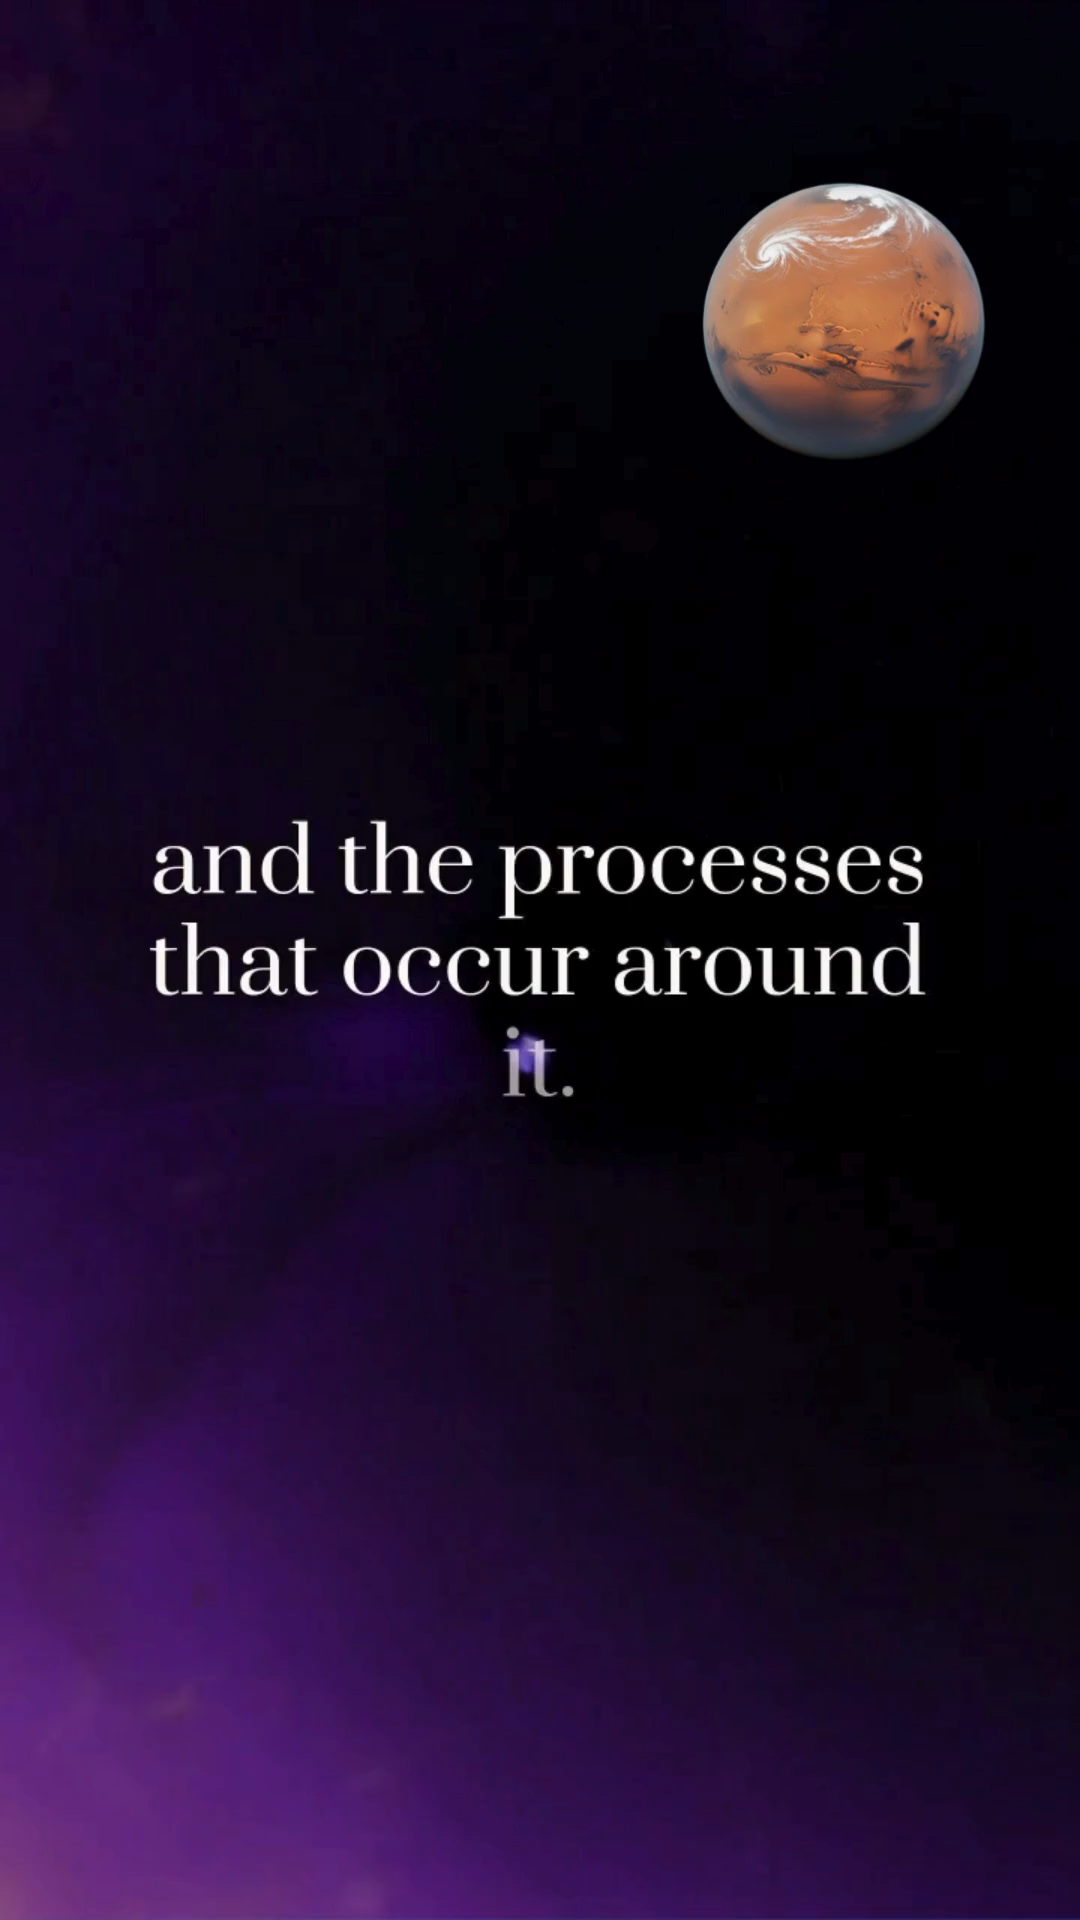 and the processes
that occur around
it.